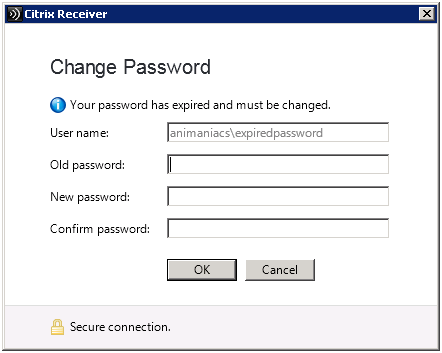 Citrix Receiver
Change Password
Your password has expired and must be changed.
User name: animaniacs\expiredpassword
Old password:
New password:
Confirm password:
OK Cancel
Secure connection.